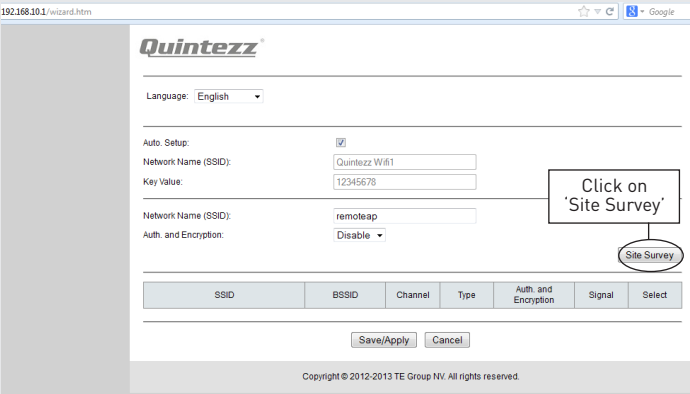 192.168.10.1/wizard.htm
Google
Quintezz
Language: English
Auto. Setup:
Network Name (SSID): Quintezz Wifi1
Key Value: 12345678
Click on
'Site Survey'
Network Name (SSID): remoteap
Auth. and Encryption: Disable
Site Survey
SSID BSSID Channel Type Auth. and Encryption Signal Select
Save/Apply Cancel
Copyright © 2012-2013 TE Group NV. All rights reserved.